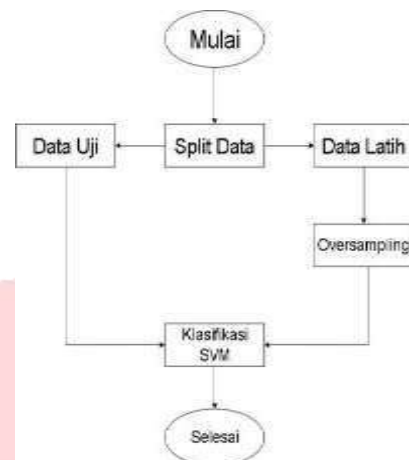 Mulai
Data Uji
Split Data
Data Latih
Oversampling
Klasifikasi
SVM
Selesai